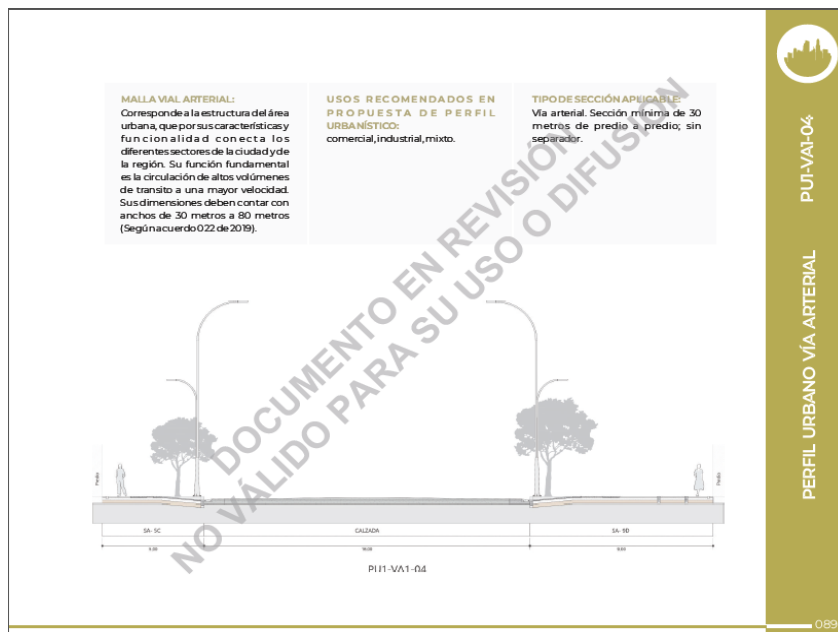 MALLA VIAL ARTERIAL:
Corresponde a la estructura del área
urbana, que por sus características y
funcionalidad conecta los
diferentes sectores de la ciudad y de
la región. Su función fundamental
es la circulación de altos volúmenes
de transito a una mayor velocidad.
Sus dimensiones deben contar con
anchos de 30 metros a 80 metros
(Según acuerdo 022 de 2019).
USOS RECOMENDADOS EN
PROPUESTA DE PERFIL
URBANÍSTICO:
comercial, industrial, mixto.
TIPO DE SECCIÓN APLICABLE:
Vía arterial. Sección mínima de 30
metros de predio a predio; sin
separador.
DOCUMENTO EN REVISIÓN
NO VÁLIDO PARA SU USO O DIFUSIÓN
Predio
Predio
SA- 5C
CALZADA
SA- 9D
PU1-VA1-04
PU1-VA1-04
PERFIL URBANO VÍA ARTERIAL
089